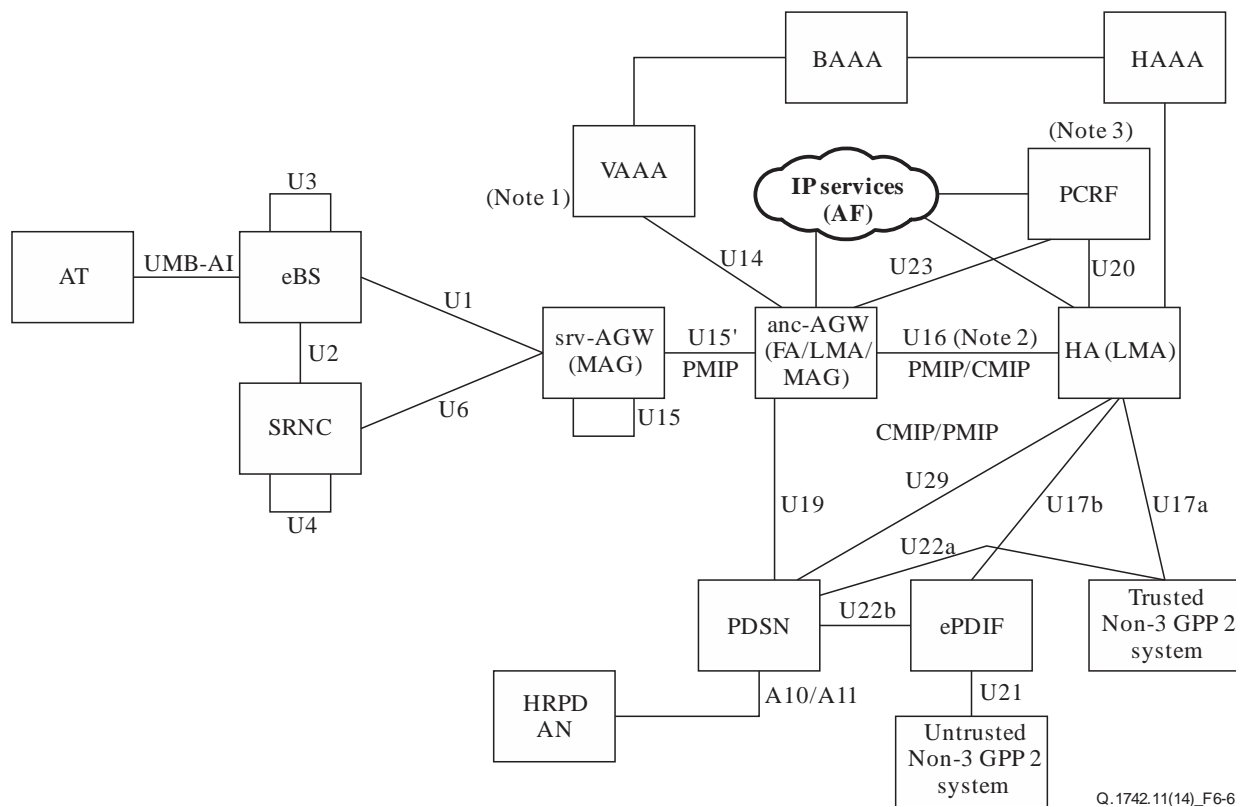 BAAA
HAAA
(Note 3)
VAAA
(Note 1)
IP services
(AF)
PCRF
U3
AT
UMB-AI
eBS
U14
U23
U20
U1
U2
srv-AGW
(MAG)
U15'
PMIP
anc-AGW
(FA/LMA/
MAG)
U16 (Note 2)
PMIP/CMIP
HA (LMA)
U6
U15
SRNC
U4
CMIP/PMIP
U29
U19
U17b
U17a
U22a
PDSN
U22b
ePDIF
Trusted
Non-3 GPP 2
system
A10/A11
U21
HRPD
AN
Untrusted
Non-3 GPP 2
system
Q.1742.11(14)_F6-6